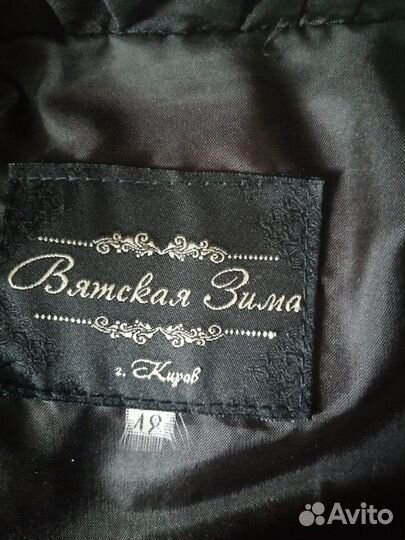 Вятская Зима
г. Киров
48
Avito